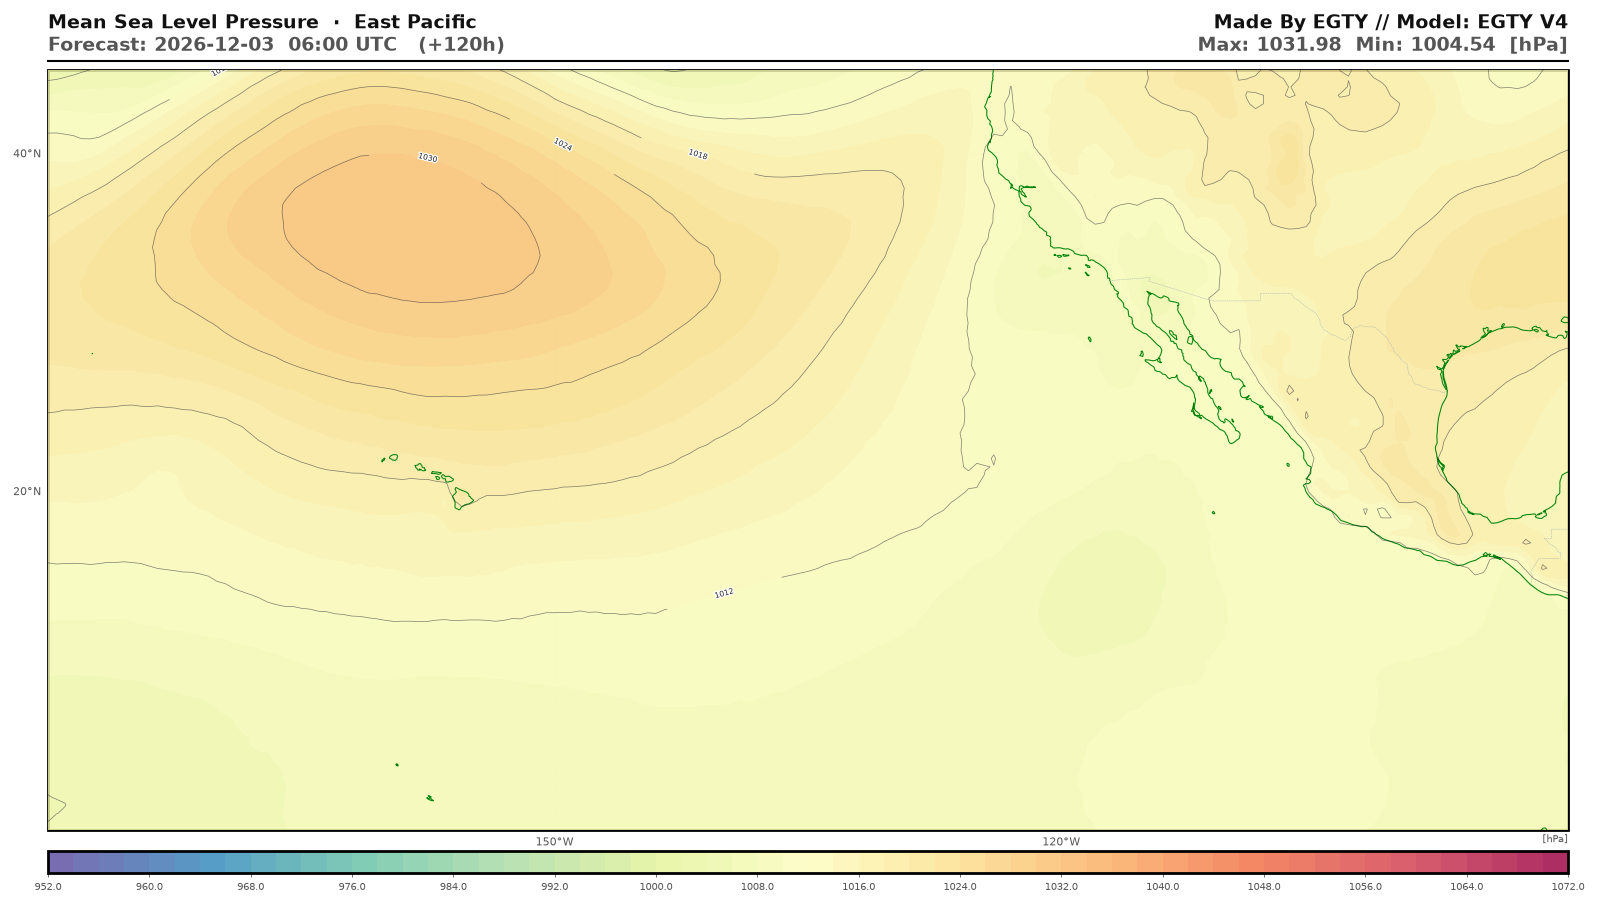 Mean Sea Level Pressure · East Pacific
Made By EGTY // Model: EGTY V4
Forecast: 2026-12-03 06:00 UTC (+120h)
Max: 1031.98 Min: 1004.54 [hPa]
1024
1018
1030
40°N
20°N
1012
150°W
120°W
[hPa]
952.0 960.0 968.0 976.0 984.0 992.0 1000.0 1008.0 1016.0 1024.0 1032.0 1040.0 1048.0 1056.0 1064.0 1072.0